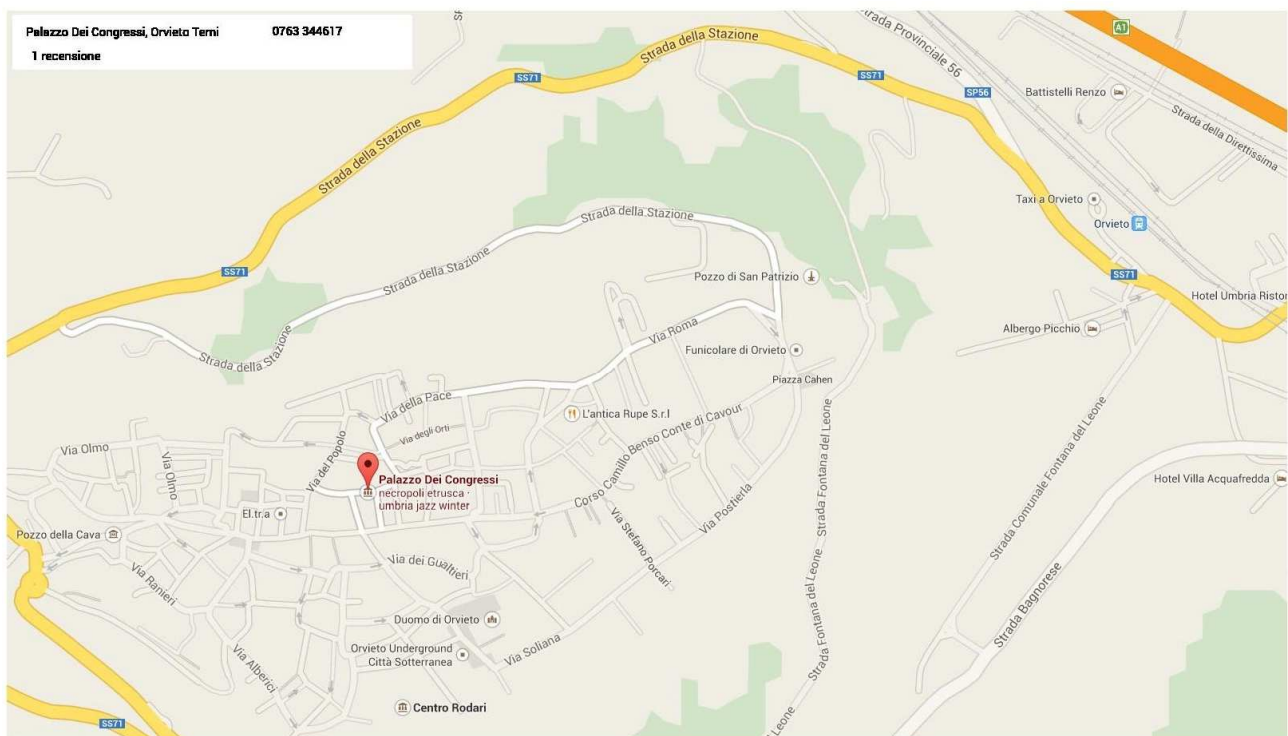 Palazzo Dei Congressi, Orvieto Terni 0763 344617
1 recensione
A1
Strada Provinciale 56
Strada della Stazione
SS71
SS71
SP56
Battistelli Renzo
Strada della Direttissima
Strada della Stazione
Taxi a Orvieto
Orvieto
Strada della Stazione
SS71
Strada della Stazione
Pozzo di San Patrizio
SS71
Hotel Umbria Ristor
Albergo Picchio
Via Roma
Funicolare di Orvieto
Strada della Stazione
Piazza Cahen
Via della Pace
L'antica Rupe S.r.l
Via degli Orti
Corso Camillo Benso Conte di Cavour
Strada Fontana del Leone
Strada Comunale Fontana del Leone
Via Olmo
Via Olmo
Via del Popolo
Palazzo Dei Congressi
necropoli etrusca ·
umbria jazz winter
Hotel Villa Acquafredda
El.tr.a
Via Postierla
Via Stefano Porcari
Pozzo della Cava
Via dei Gualtieri
Via Ranieri
Strada Fontana del Leone
Strada Bagnorese
Duomo di Orvieto
Orvieto Underground
Città Sotterranea
Via Soliana
Via Alberici
Centro Rodari
SS71
Leone